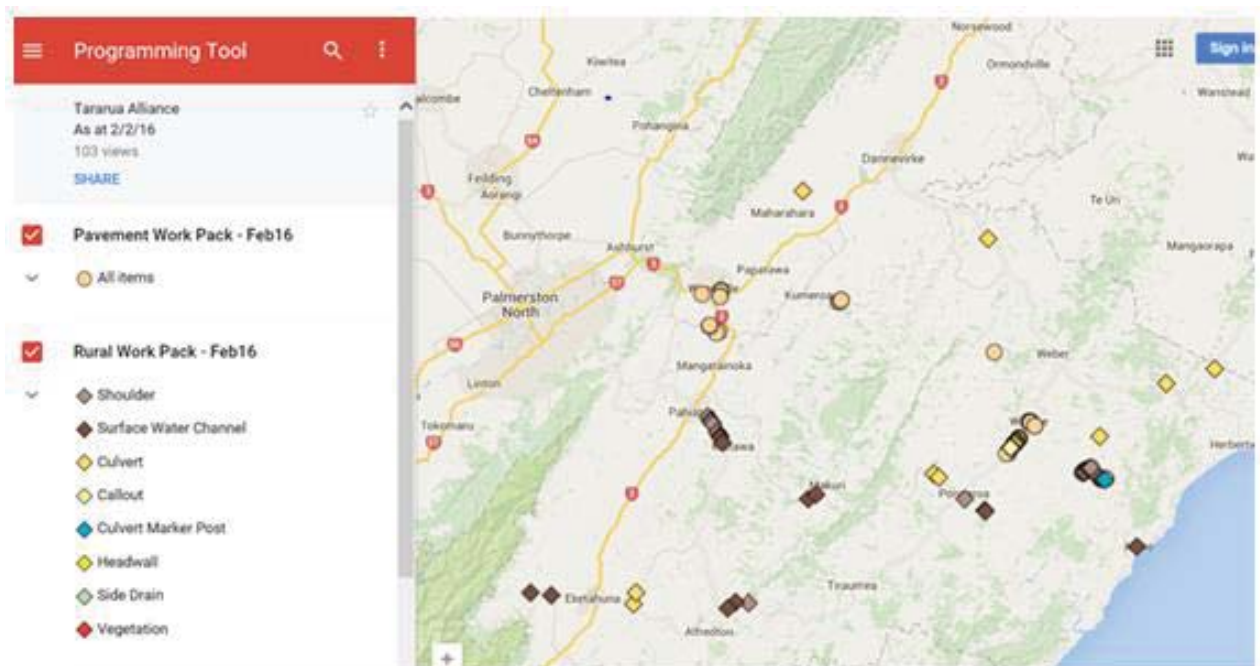 Programming Tool
Tararua Alliance
As at 2/2/16
103 views
SHARE
Pavement Work Pack - Feb16
All items
Rural Work Pack - Feb16
Shoulder
Surface Water Channel
Culvert
Callout
Culvert Marker Post
Headwall
Side Drain
Vegetation
Sign in
Norsewood
Kiwitea
Ormondville
Cheltenham
Wanstead
Pohangina
Dannevirke
Feilding
Aorangi
Te Uri
Maharahara
Bunnythorpe
Ashhurst
Mangaorapa
Papatawa
Palmerston
North
Kumeroa
Weber
Mangatainoka
Linton
Tokomaru
Makuri
Tiraumea
Eketahuna
Alfredton